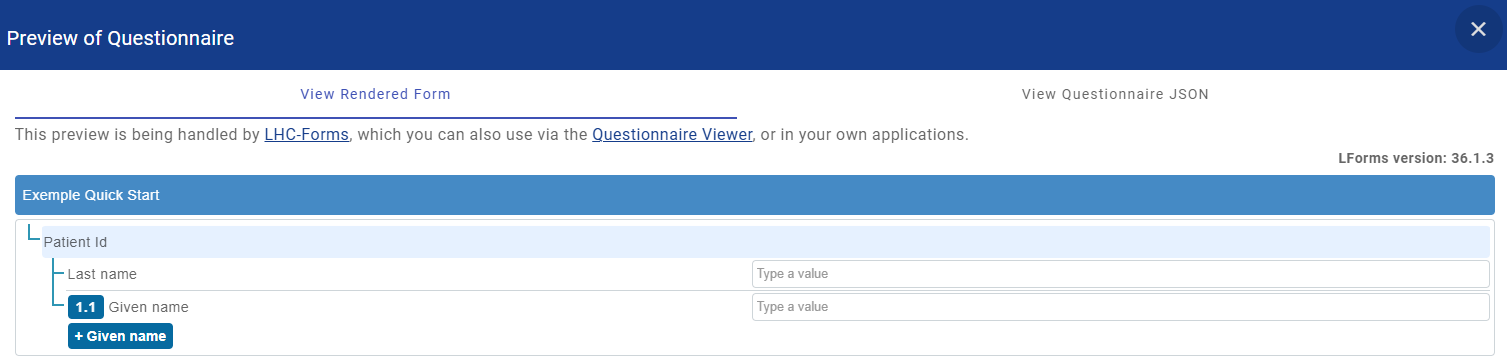 Preview of Questionnaire
View Rendered Form
View Questionnaire JSON
This preview is being handled by LHC-Forms, which you can also use via the Questionnaire Viewer, or in your own applications.
LForms version: 36.1.3
Exemple Quick Start
Patient Id
Last name
Type a value
1.1 Given name
Type a value
+ Given name